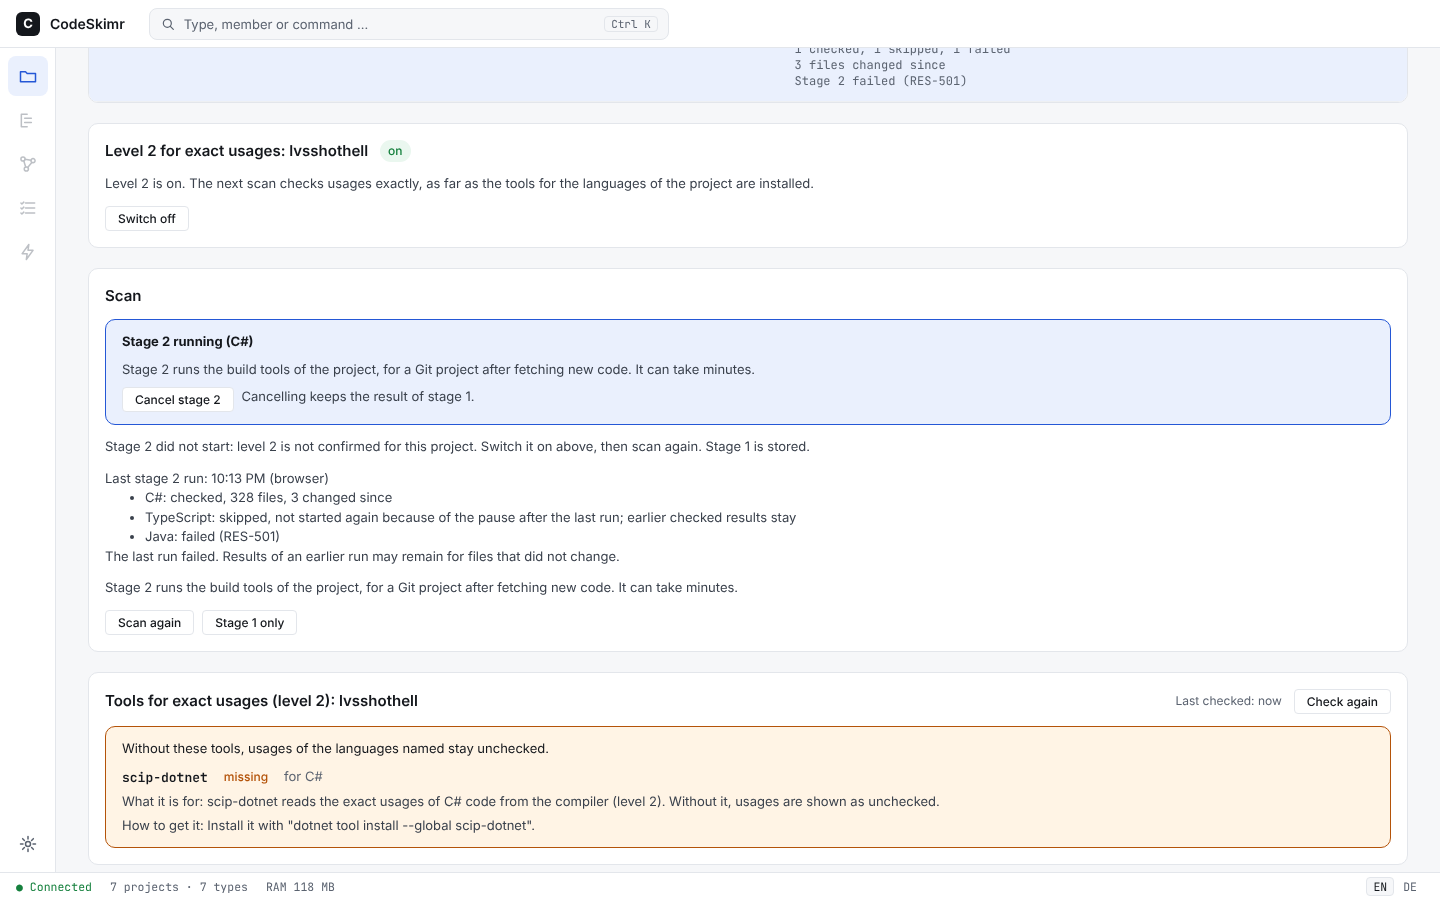 C CodeSkimr
Type, member or command ...
Ctrl K
1 checked, 1 skipped, 1 failed
3 files changed since
Stage 2 failed (RES-501)
Level 2 for exact usages: lvsshothell on
Level 2 is on. The next scan checks usages exactly, as far as the tools for the languages of the project are installed.
Switch off
Scan
Stage 2 running (C#)
Stage 2 runs the build tools of the project, for a Git project after fetching new code. It can take minutes.
Cancel stage 2 Cancelling keeps the result of stage 1.
Stage 2 did not start: level 2 is not confirmed for this project. Switch it on above, then scan again. Stage 1 is stored.
Last stage 2 run: 10:13 PM (browser)
• C#: checked, 328 files, 3 changed since
• TypeScript: skipped, not started again because of the pause after the last run; earlier checked results stay
• Java: failed (RES-501)
The last run failed. Results of an earlier run may remain for files that did not change.
Stage 2 runs the build tools of the project, for a Git project after fetching new code. It can take minutes.
Scan again Stage 1 only
Tools for exact usages (level 2): lvsshothell
Last checked: now Check again
Without these tools, usages of the languages named stay unchecked.
scip-dotnet missing for C#
What it is for: scip-dotnet reads the exact usages of C# code from the compiler (level 2). Without it, usages are shown as unchecked.
How to get it: Install it with "dotnet tool install --global scip-dotnet".
● Connected 7 projects · 7 types RAM 118 MB
EN DE